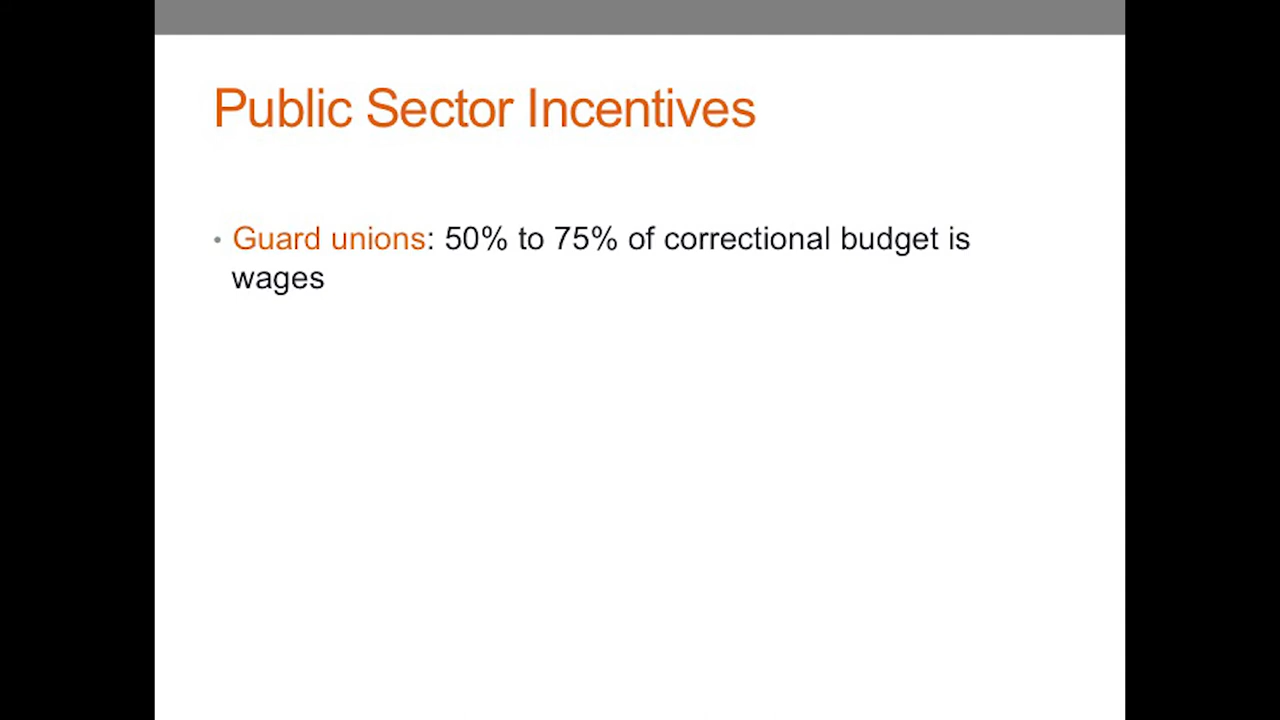 Public Sector Incentives
• Guard unions: 50% to 75% of correctional budget is
wages